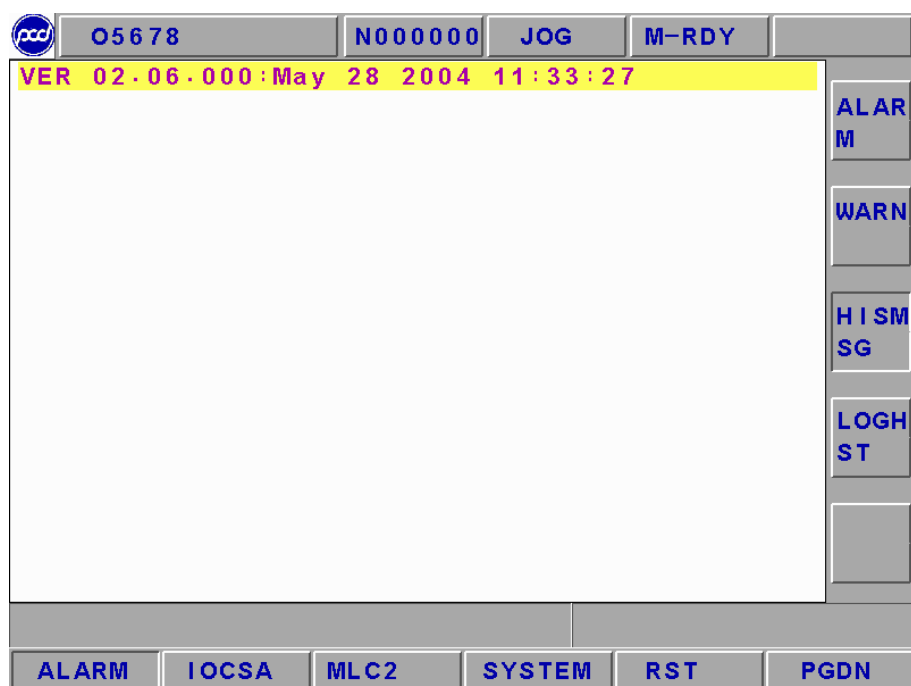 pcd O5678 N000000 JOG M-RDY
VER 02.06.000:May 28 2004 11:33:27
ALAR
M
WARN
HISM
SG
LOGH
ST
ALARM IOCSA MLC2 SYSTEM RST PGDN